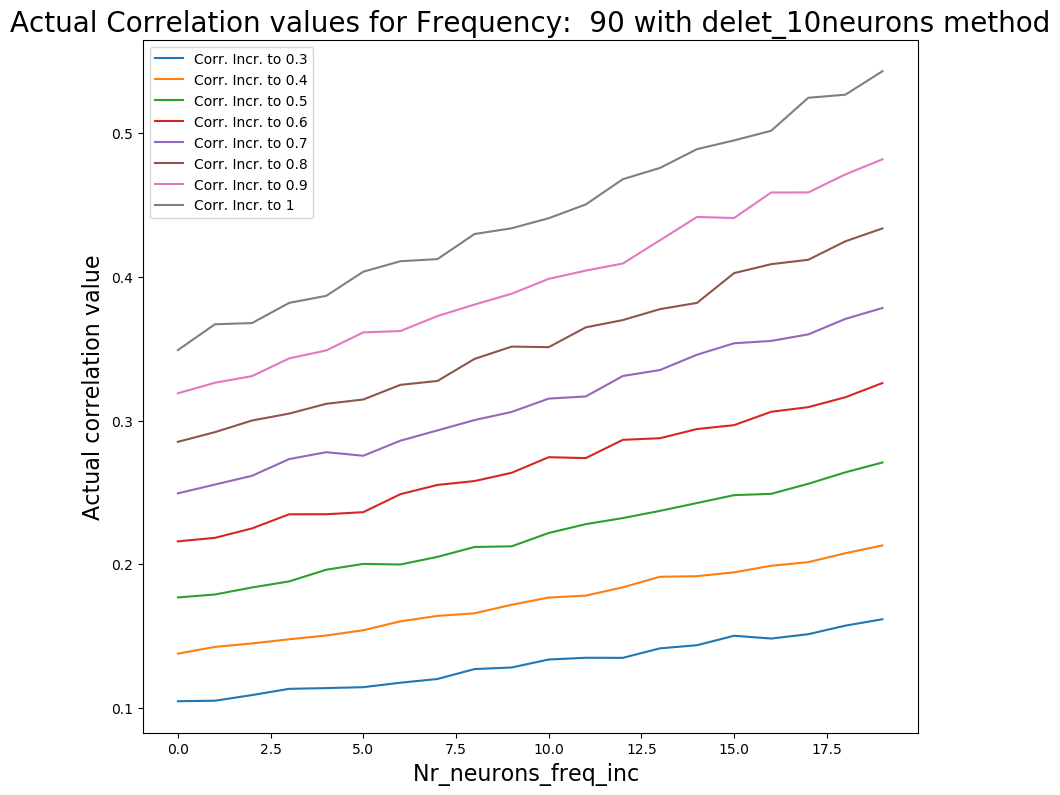 Actual Correlation values for Frequency:  90 with delet_10neurons method
Corr. Incr. to 0.3
Corr. Incr. to 0.4
Corr. Incr. to 0.5
Corr. Incr. to 0.6
Corr. Incr. to 0.7
Corr. Incr. to 0.8
Corr. Incr. to 0.9
Corr. Incr. to 1
Actual correlation value
0.5
0.4
0.3
0.2
0.1
0.0 2.5 5.0 7.5 10.0 12.5 15.0 17.5
Nr_neurons_freq_inc